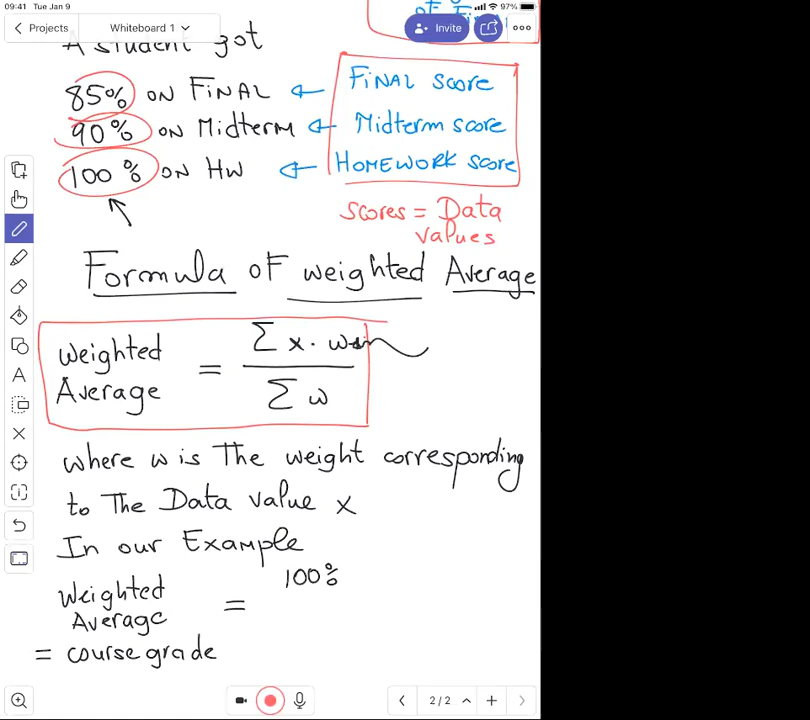 09:41 Tue Jan 9
97%
Projects
Whiteboard 1
Invite
A student got
85% on Final ← Final score
90% on Midterm ← Midterm score
100% on HW ← Homework score
scores = Data
values
Formula of weighted Average
Weighted
Average = Σ x · w / Σ w
where w is The weight corresponding
to The Data value x
In our Example
100%
Weighted
Average =
= course grade
2/2